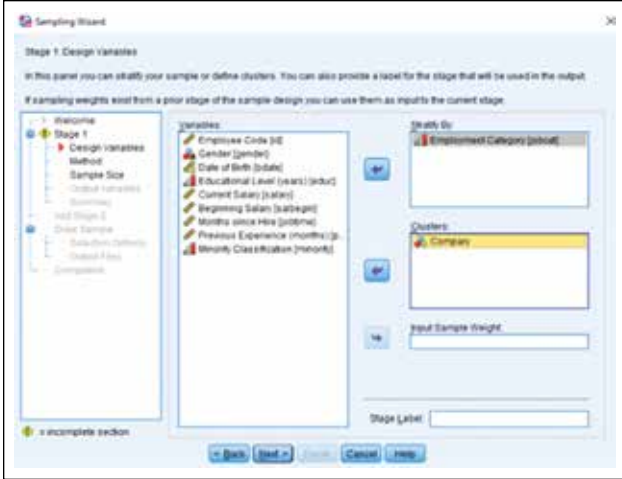 Sampling Wizard
Stage 1: Design Variables
In this panel you can stratify your sample or define clusters. You can also provide a label for the stage that will be used in the output.
If sampling weights exist from a prior stage of the sample design you can use them as input to the current stage.
Welcome
Stage 1
Design Variables
Method
Sample Size
Output Variables
Summary
Add Stage 2
Draw Sample
Selection Options
Output Files
Completion
= incomplete section
Variables:
Employee Code [id]
Gender [gender]
Date of Birth [bdate]
Educational Level (years) [educ]
Current Salary [salary]
Beginning Salary [salbegin]
Months since Hire [jobtime]
Previous Experience (months) [p...
Minority Classification [minority]
Stratify By:
Employment Category [jobcat]
Clusters:
Company
Input Sample Weight:
Stage Label:
< Back
Next >
Finish
Cancel
Help